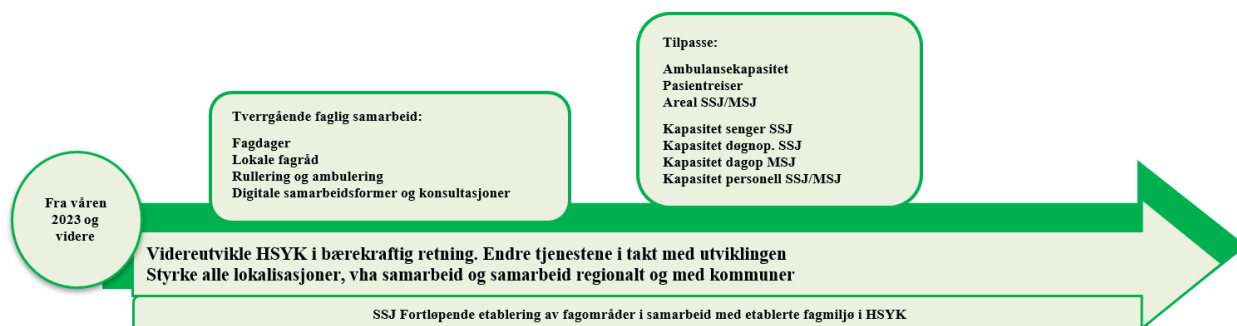 Fra våren
2023 og
videre
Tverrgående faglig samarbeid:
Fagdager
Lokale fagråd
Rullering og ambulering
Digitale samarbeidsformer og konsultasjoner
Tilpasse:
Ambulansekapasitet
Pasientreiser
Areal SSJ/MSJ
Kapasitet senger SSJ
Kapasitet døgnop. SSJ
Kapasitet dagop MSJ
Kapasitet personell SSJ/MSJ
Videreutvikle HSYK i bærekraftig retning. Endre tjenestene i takt med utviklingen
Styrke alle lokalisasjoner, vha samarbeid og samarbeid regionalt og med kommuner
SSJ Fortløpende etablering av fagområder i samarbeid med etablerte fagmiljø i HSYK